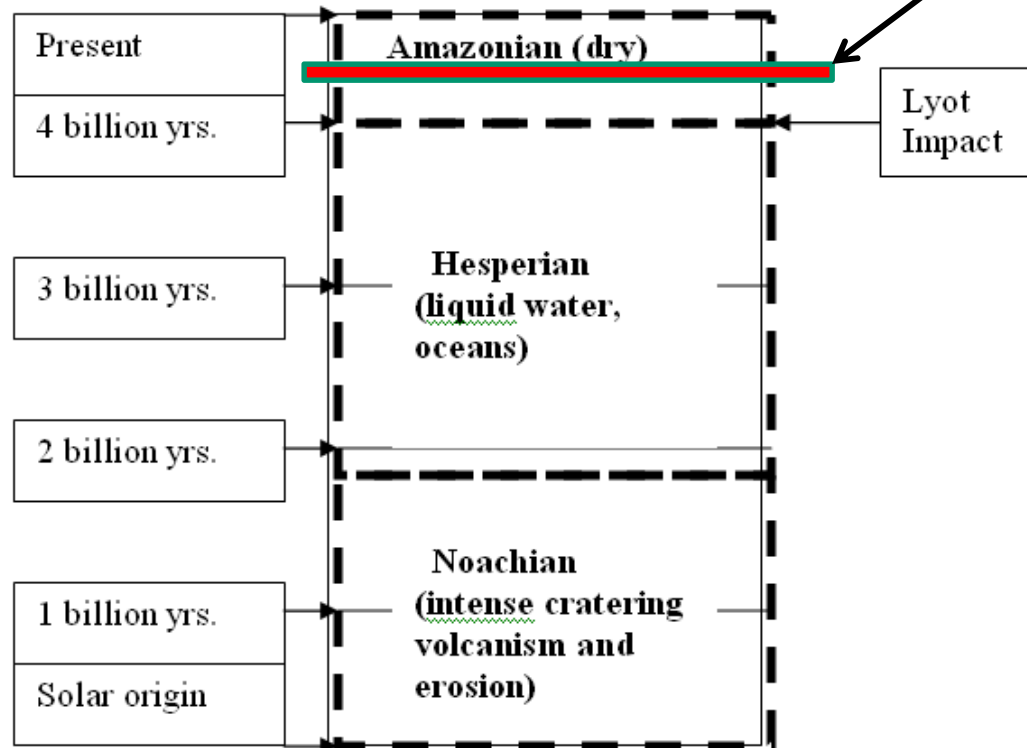 Present
Amazonian (dry)
4 billion yrs.
Lyot
Impact
3 billion yrs.
Hesperian
(liquid water,
oceans)
2 billion yrs.
Noachian
(intense cratering
volcanism and
erosion)
1 billion yrs.
Solar origin